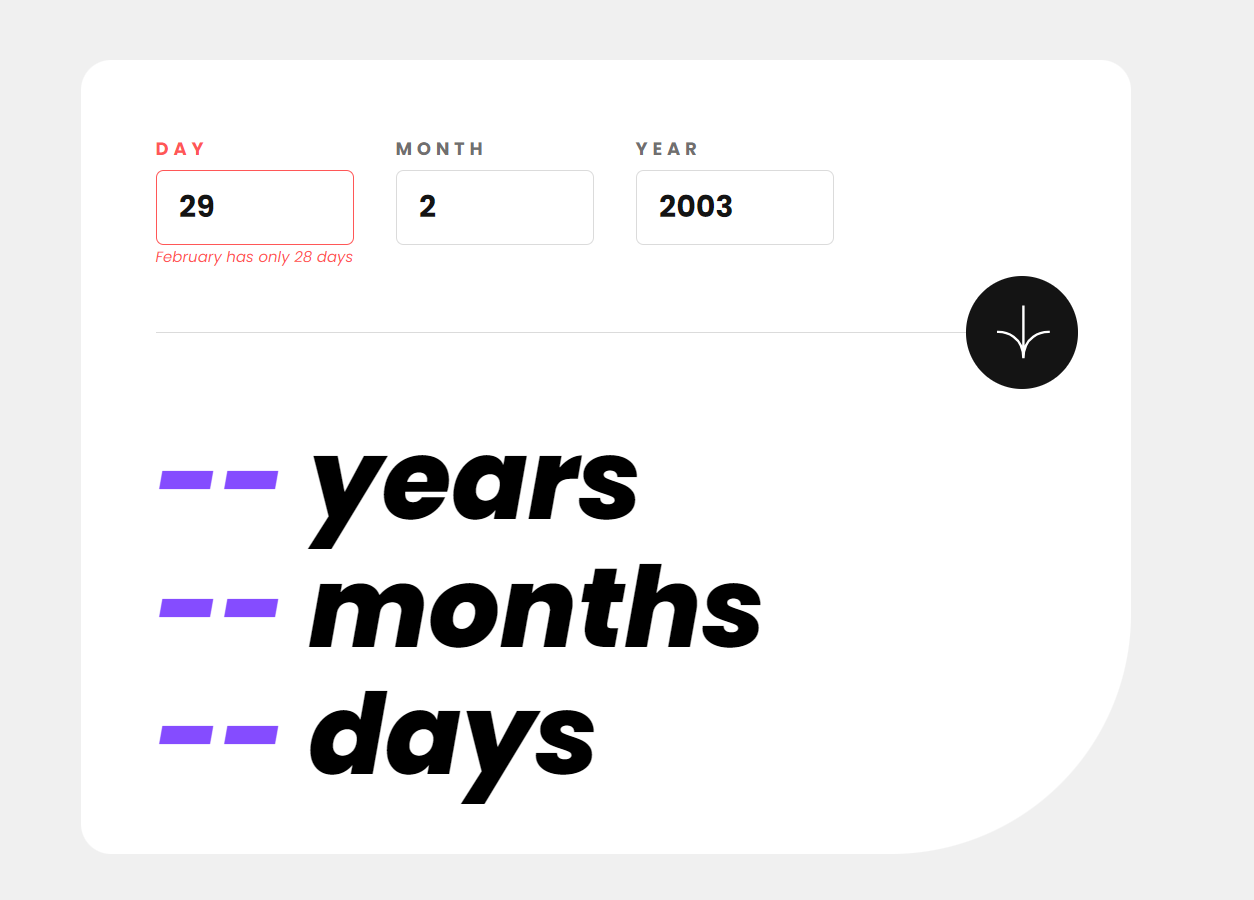 DAY MONTH YEAR
29 2 2003
February has only 28 days
-- years
-- months
-- days